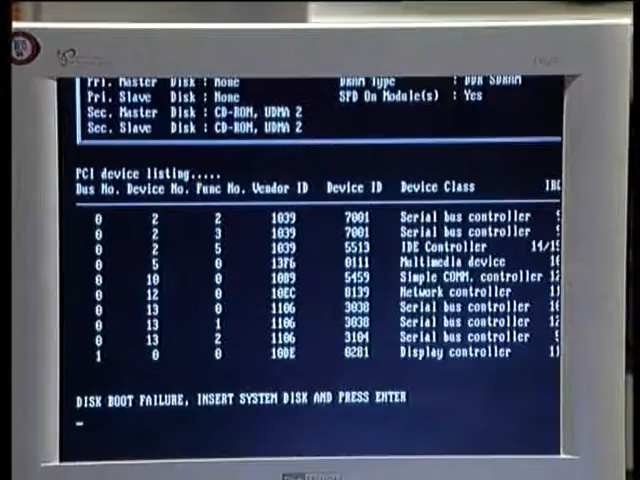 Pri. Master Disk : None DRAM Type : DDR SDRAM
Pri. Slave Disk : None SPD On Module(s) : Yes
Sec. Master Disk : CD-ROM, UDMA 2
Sec. Slave Disk : CD-ROM, UDMA 2
PCI device listing.....
Bus No. Device No. Func No. Vendor ID Device ID Device Class IRQ
0 2 2 1039 7001 Serial bus controller
0 2 3 1039 7001 Serial bus controller
0 2 5 1039 5513 IDE Controller 14/15
0 5 0 13F6 0111 Multimedia device
0 10 0 10B9 5459 Simple COMM. controller 12
0 12 0 10EC 8139 Network controller
0 13 0 1106 3038 Serial bus controller
0 13 1 1106 3038 Serial bus controller
0 13 2 1106 3104 Serial bus controller
1 0 0 10DE 0281 Display controller
DISK BOOT FAILURE, INSERT SYSTEM DISK AND PRESS ENTER